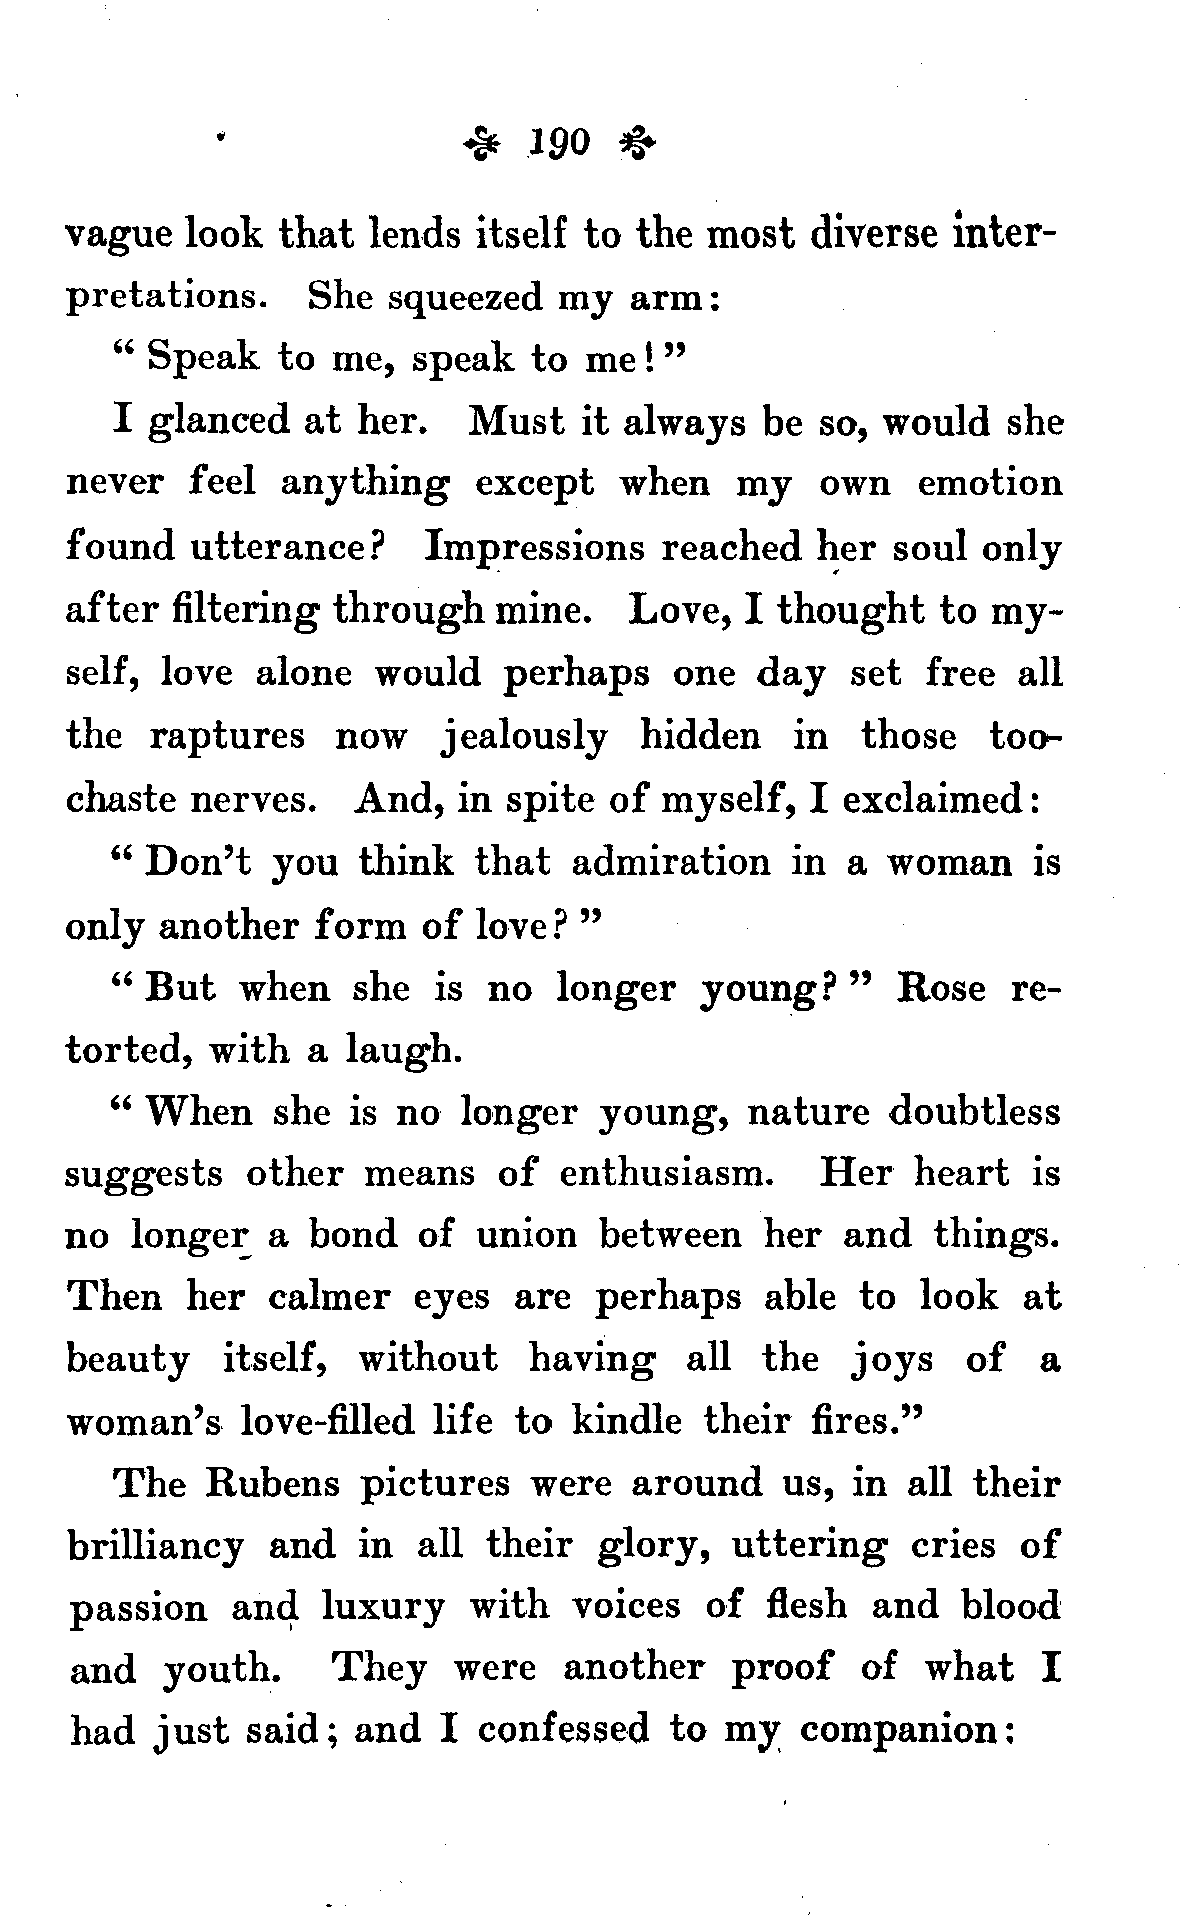 190
vague look that lends itself to the most diverse inter-
pretations. She squeezed my arm:
“ Speak to me, speak to me! ”
I glanced at her. Must it always be so, would she
never feel anything except when my own emotion
found utterance? Impressions reached her soul only
after filtering through mine. Love, I thought to my-
self, love alone would perhaps one day set free all
the raptures now jealously hidden in those too-
chaste nerves. And, in spite of myself, I exclaimed:
“ Don’t you think that admiration in a woman is
only another form of love? ”
“ But when she is no longer young? ” Rose re-
torted, with a laugh.
“ When she is no longer young, nature doubtless
suggests other means of enthusiasm. Her heart is
no longer a bond of union between her and things.
Then her calmer eyes are perhaps able to look at
beauty itself, without having all the joys of a
woman’s love-filled life to kindle their fires.”
The Rubens pictures were around us, in all their
brilliancy and in all their glory, uttering cries of
passion and luxury with voices of flesh and blood
and youth. They were another proof of what I
had just said; and I confessed to my companion: